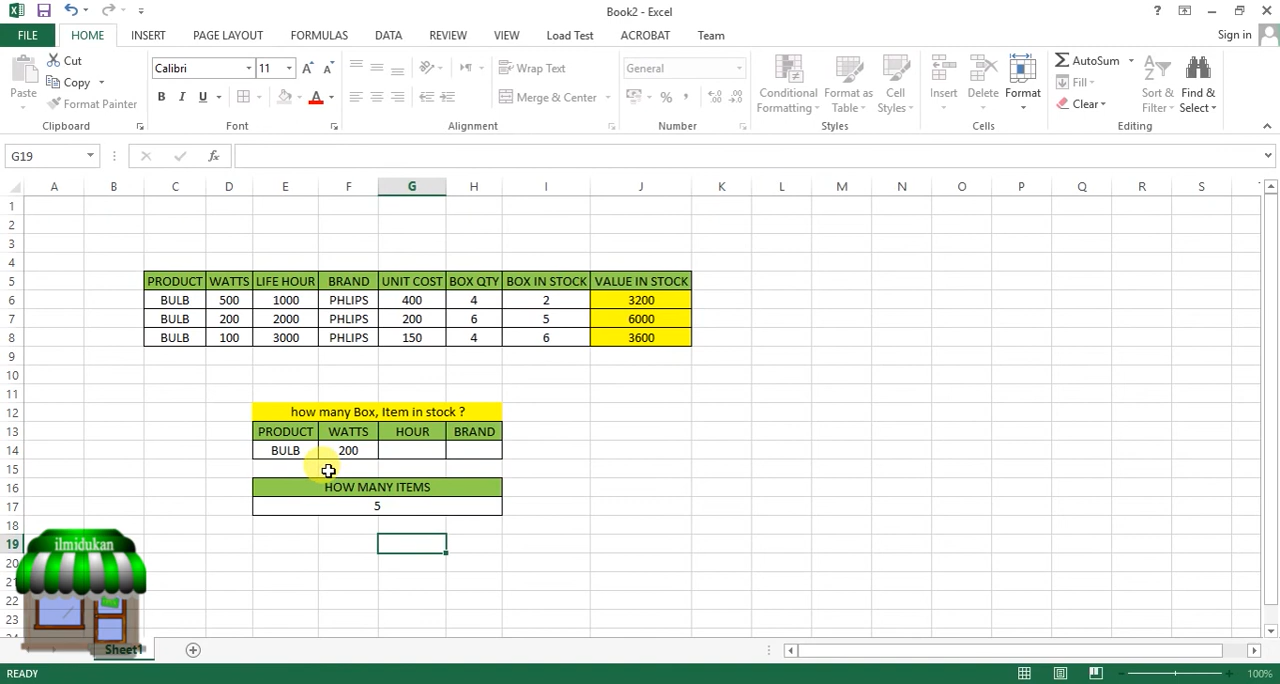 Book2 - Excel
Sign in
FILE HOME INSERT PAGE LAYOUT FORMULAS DATA REVIEW VIEW Load Test ACROBAT Team
Paste
Cut
Copy
Format Painter
Clipboard
Calibri 11
B I U A
Font
Wrap Text
Merge & Center
Alignment
General
%
Number
Conditional Formatting
Format as Table
Cell Styles
Styles
Insert
Delete
Format
Cells
AutoSum
Fill
Clear
Sort & Filter
Find & Select
Editing
G19 fx
A B C D E F G H I J K L M N O P Q R S
1
2
3
4
5 PRODUCT WATTS LIFE HOUR BRAND UNIT COST BOX QTY BOX IN STOCK VALUE IN STOCK
6 BULB 500 1000 PHLIPS 400 4 2 3200
7 BULB 200 2000 PHLIPS 200 6 5 6000
8 BULB 100 3000 PHLIPS 150 4 6 3600
9
10
11
12 how many Box, Item in stock ?
13 PRODUCT WATTS HOUR BRAND
14 BULB 200
15
16 HOW MANY ITEMS
17 5
18
19
20
21
22
23
ilmidukan
Sheet1
READY
100%